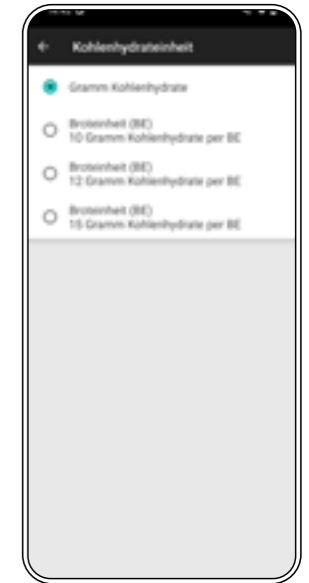 Kohlenhydrateinheit
Gramm Kohlenhydrate
Broteinheit (BE)
10 Gramm Kohlenhydrate per BE
Broteinheit (BE)
12 Gramm Kohlenhydrate per BE
Broteinheit (BE)
15 Gramm Kohlenhydrate per BE